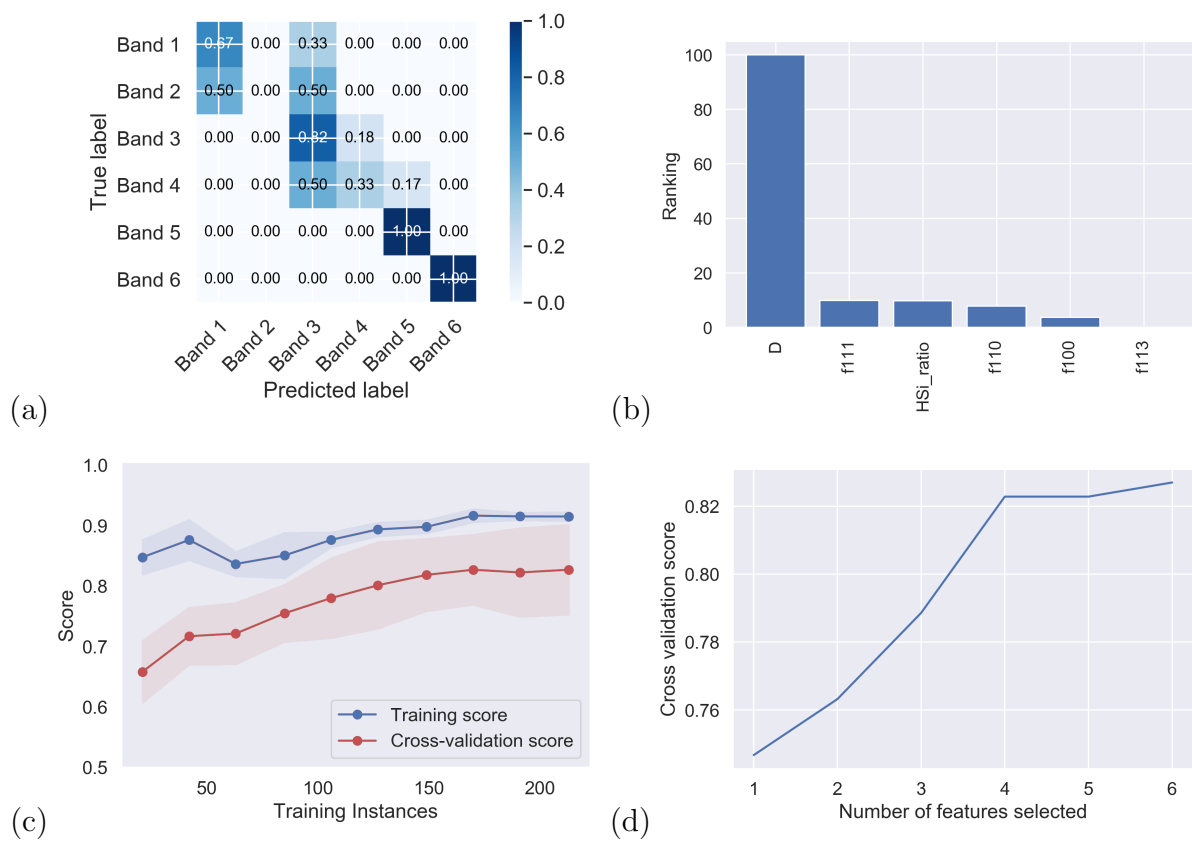 Band 1 0.67 0.00 0.33 0.00 0.00 0.00
Band 2 0.50 0.00 0.50 0.00 0.00 0.00
Band 3 0.00 0.00 0.82 0.18 0.00 0.00
Band 4 0.00 0.00 0.50 0.33 0.17 0.00
Band 5 0.00 0.00 0.00 0.00 1.00 0.00
Band 6 0.00 0.00 0.00 0.00 0.00 1.00
True label
Band 1 Band 2 Band 3 Band 4 Band 5 Band 6
Predicted label
1.0
0.8
0.6
0.4
0.2
0.0
(a)
100
80
60
40
20
0
Ranking
D f111 HSi_ratio f110 f100 f113
(b)
1.0
0.9
0.8
0.7
0.6
0.5
Score
Training score
Cross-validation score
50 100 150 200
Training Instances
(c)
0.82
0.80
0.78
0.76
Cross validation score
1 2 3 4 5 6
Number of features selected
(d)